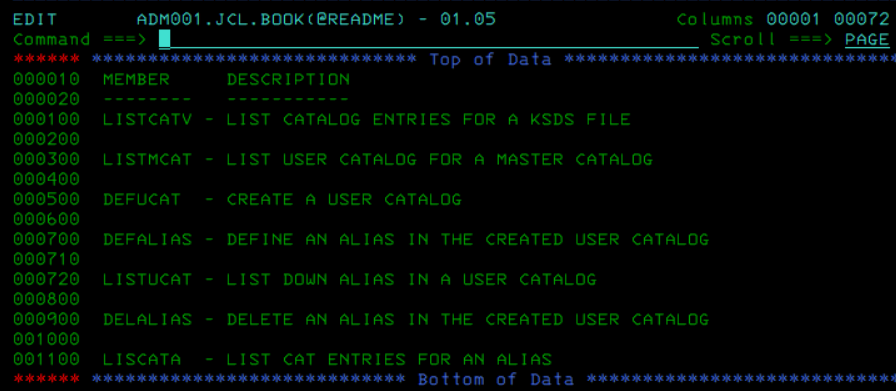 EDIT       ADM001.JCL.BOOK(@README) - 01.05                    Columns 00001 00072
Command ===>                                                   Scroll ===> PAGE
****** **************************** Top of Data ******************************
000010  MEMBER     DESCRIPTION
000020  --------   -----------
000100  LISTCATV - LIST CATALOG ENTRIES FOR A KSDS FILE
000200
000300  LISTMCAT - LIST USER CATALOG FOR A MASTER CATALOG
000400
000500  DEFUCAT  - CREATE A USER CATALOG
000600
000700  DEFALIAS - DEFINE AN ALIAS IN THE CREATED USER CATALOG
000710
000720  LISTUCAT - LIST DOWN ALIAS IN A USER CATALOG
000800
000900  DELALIAS - DELETE AN ALIAS IN THE CREATED USER CATALOG
001000
001100  LISCATA  - LIST CAT ENTRIES FOR AN ALIAS
****** *************************** Bottom of Data ****************************